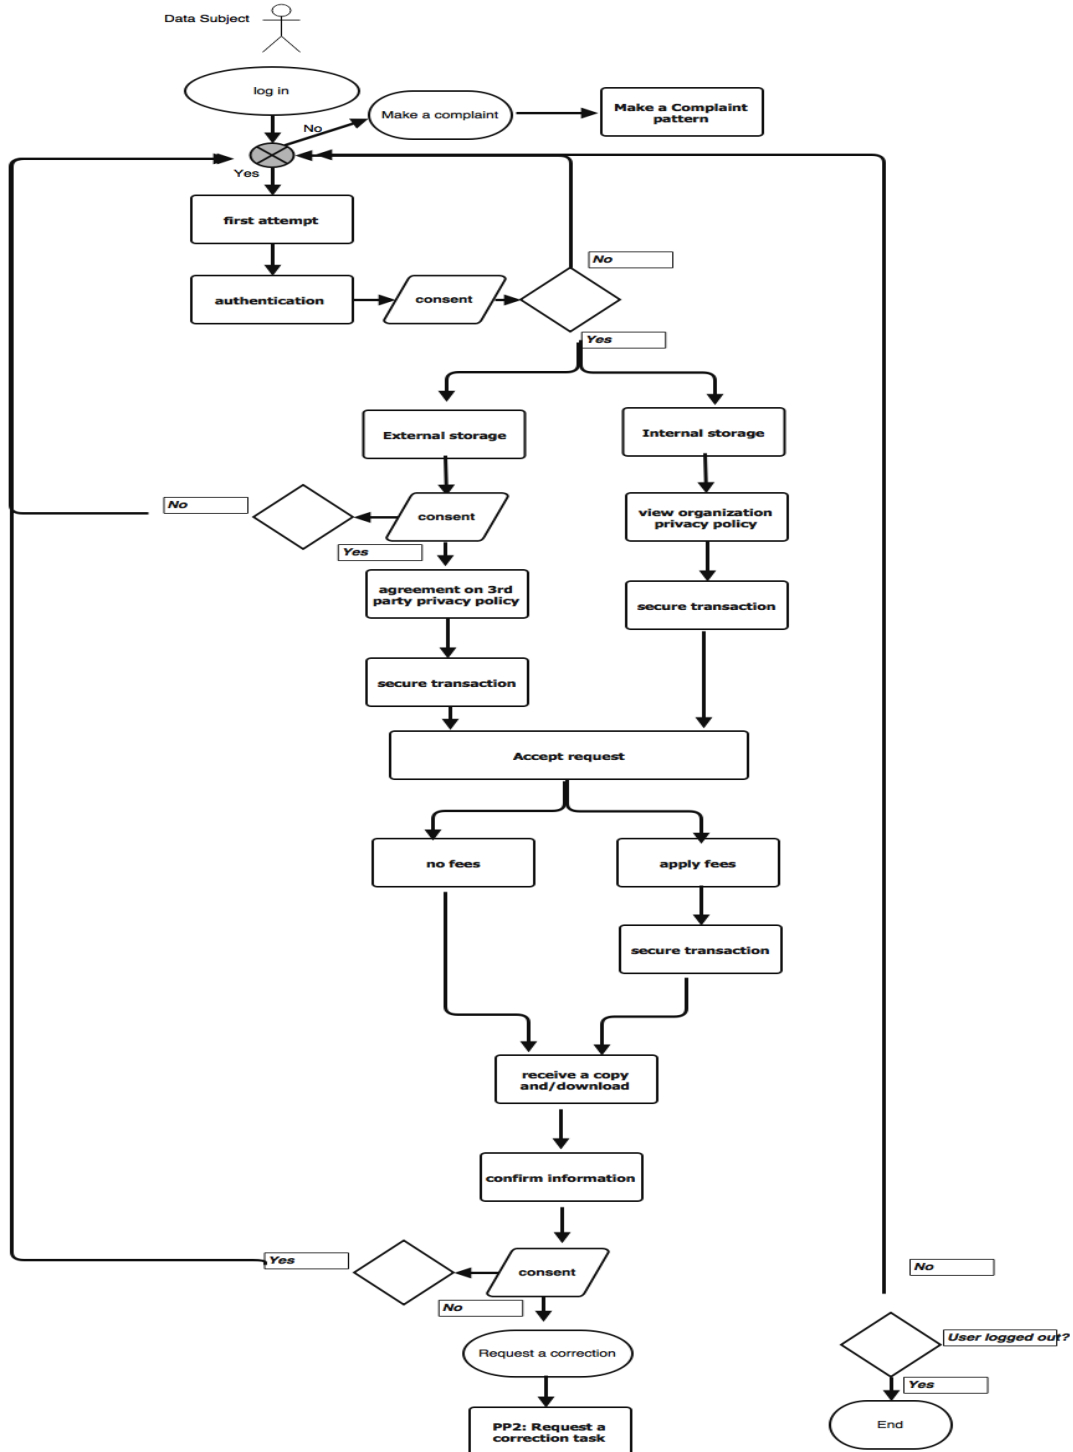 Data Subject
log in
Make a complaint
Make a Complaint
pattern
No
Yes
first attempt
No
authentication
consent
Yes
External storage
Internal storage
No
consent
view organization
privacy policy
Yes
agreement on 3rd
party privacy policy
secure transaction
secure transaction
Accept request
no fees
apply fees
secure transaction
receive a copy
and/download
confirm information
Yes
consent
No
No
User logged out?
Request a correction
Yes
PP2: Request a
correction task
End